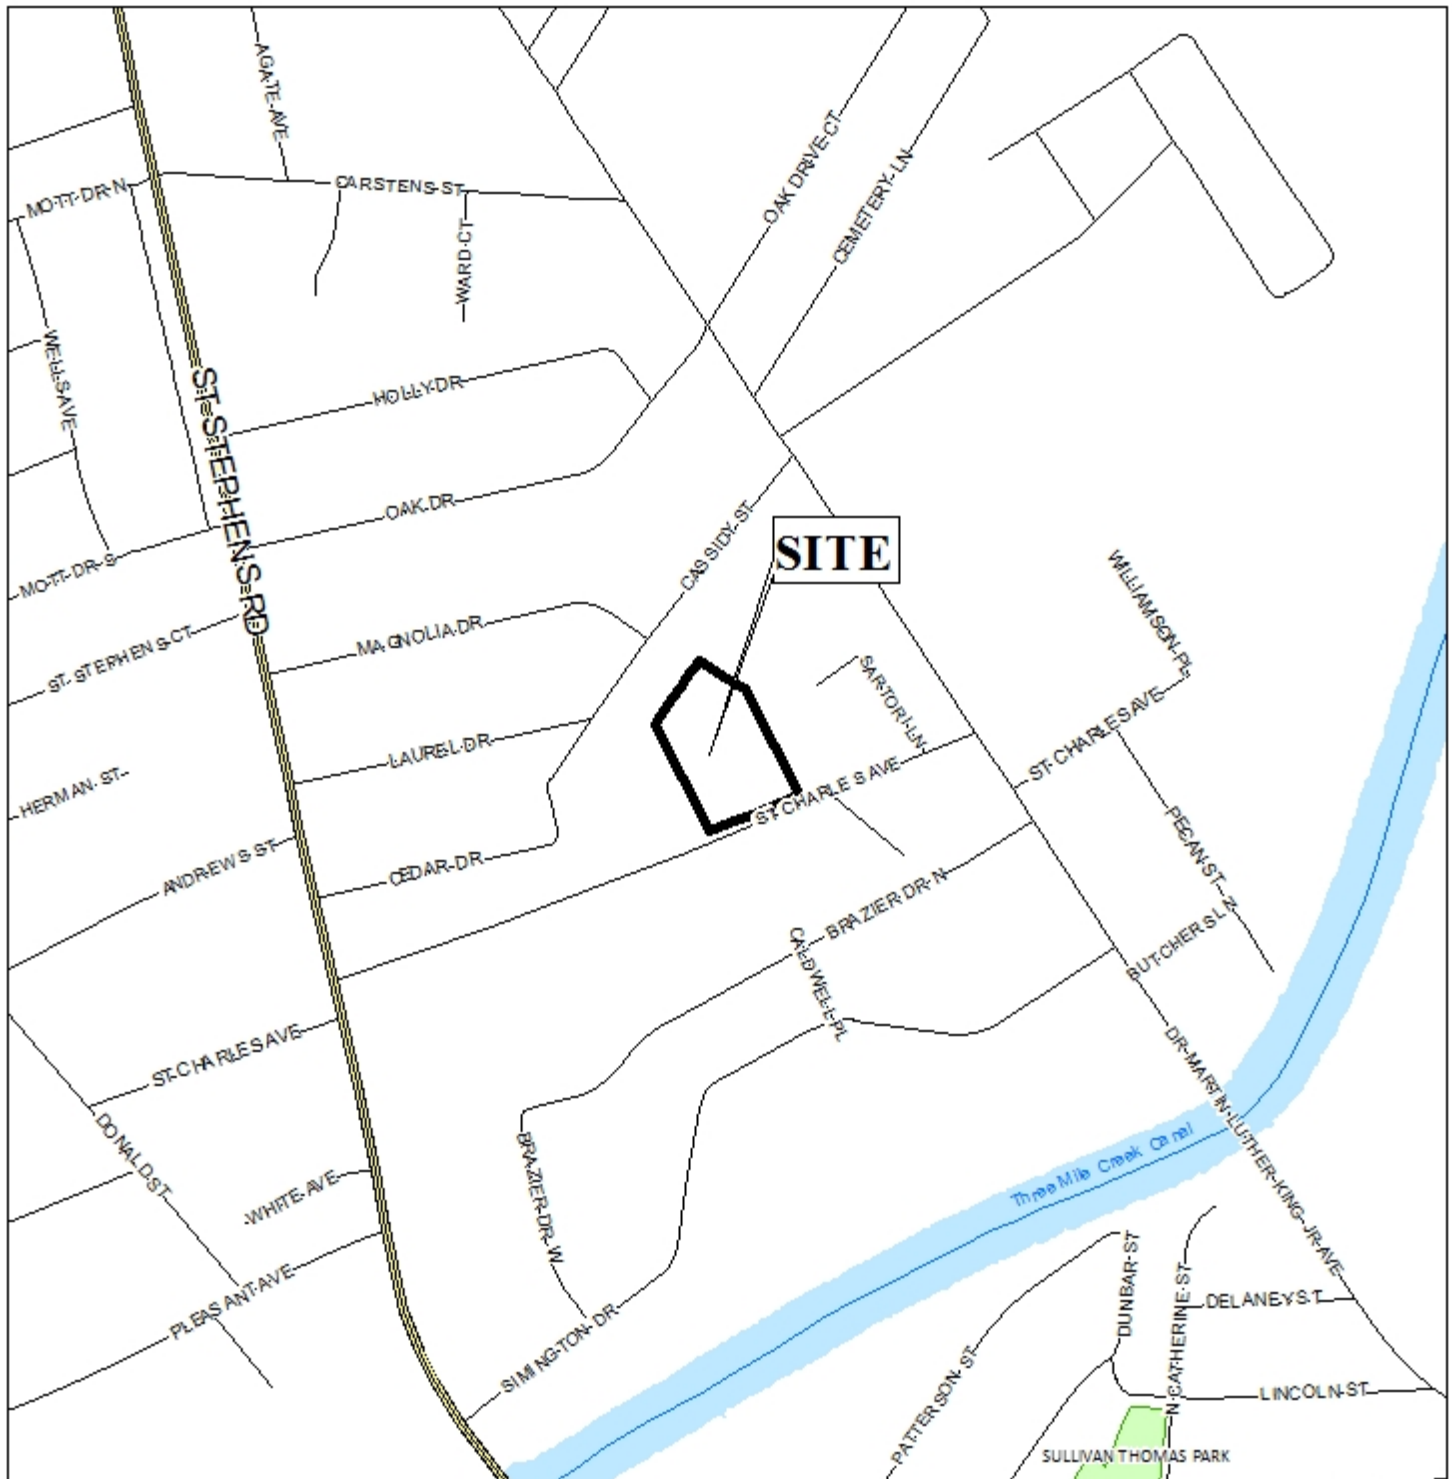 AGATE AVE
OAK DRIVE CT
CEMETERY LN
MOTT DR N
CARSTENS ST
WARD CT
WELLS AVE
HOLLY DR
ST STEPHENS RD
OAK DR
CASSIDY ST
SITE
MOTT DR S
WILLIAMSON PL
MAGNOLIA DR
ST STEPHENS CT
SARTORI LN
ST CHARLES AVE
LAUREL DR
HERMAN ST
ST CHARLES AVE
PECAN ST
ANDREWS ST
CEDAR DR
BRAZIER DR N
BUTCHERS LN
CALDWELL PL
ST CHARLES AVE
DR MARTIN LUTHER KING JR AVE
DONALD ST
Three Mile Creek Canal
BRAZIER DR W
WHITE AVE
DUNBAR ST
N CATHERINE ST
DELANEY ST
PLEASANT AVE
SIMINGTON DR
PATTERSON ST
LINCOLN ST
SULLIVAN THOMAS PARK